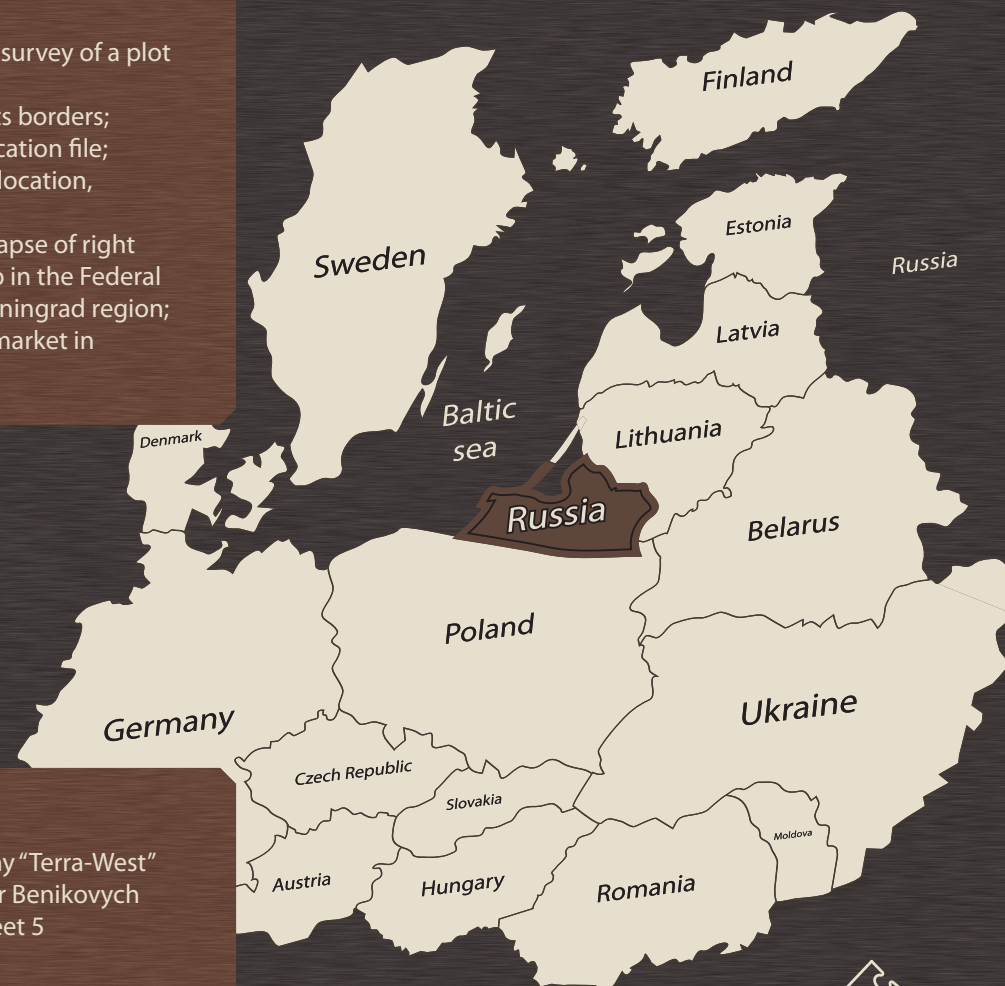 survey of a plot
s borders;
cation file;
location,
apse of right
in the Federal
ningrad region;
market in
Finland
Sweden
Estonia
Russia
Latvia
Baltic
sea
Denmark
Lithuania
Russia
Belarus
Poland
Germany
Ukraine
Czech Republic
Slovakia
Moldova
Austria
Hungary
Romania
y “Terra-West”
r Benikovych
eet 5